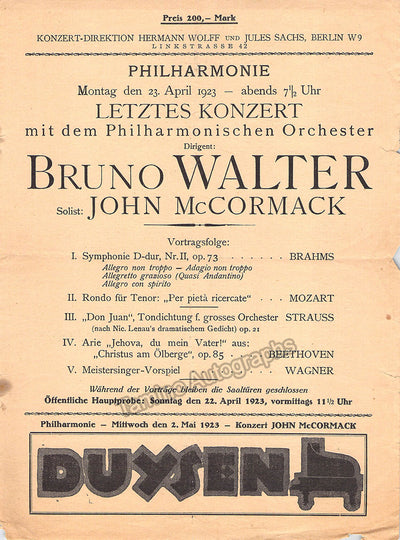 Preis 200,— Mark
KONZERT-DIREKTION HERMANN WOLFF UND JULES SACHS, BERLIN W 9
LINKSTRASSE 42
PHILHARMONIE
Montag den 23. April 1923 — abends 7½ Uhr
LETZTES KONZERT
mit dem Philharmonischen Orchester
Dirigent:
BRUNO WALTER
Solist: JOHN McCORMACK
Vortragsfolge:
I. Symphonie D-dur, Nr. II, op. 73 . . . . . . BRAHMS
Allegro non troppo — Adagio non troppo
Allegretto grazioso (Quasi Andantino)
Allegro con spirito
II. Rondo für Tenor: „Per pietà ricercate" . . . MOZART
III. „Don Juan", Tondichtung f. grosses Orchester STRAUSS
(nach Nic. Lenau's dramatischem Gedicht) op. 21
IV. Arie „Jehova, du mein Vater!" aus:
„Christus am Ölberge", op. 85 BEETHOVEN
V. Meistersinger-Vorspiel WAGNER
Während der Vorträge bleiben die Saaltüren geschlossen
Öffentliche Hauptprobe: Sonntag den 22. April 1923, vormittags 11½ Uhr
Philharmonie – Mittwoch den 2. Mai 1923 – Konzert JOHN McCORMACK
DUYSEN
Tamino Autographs